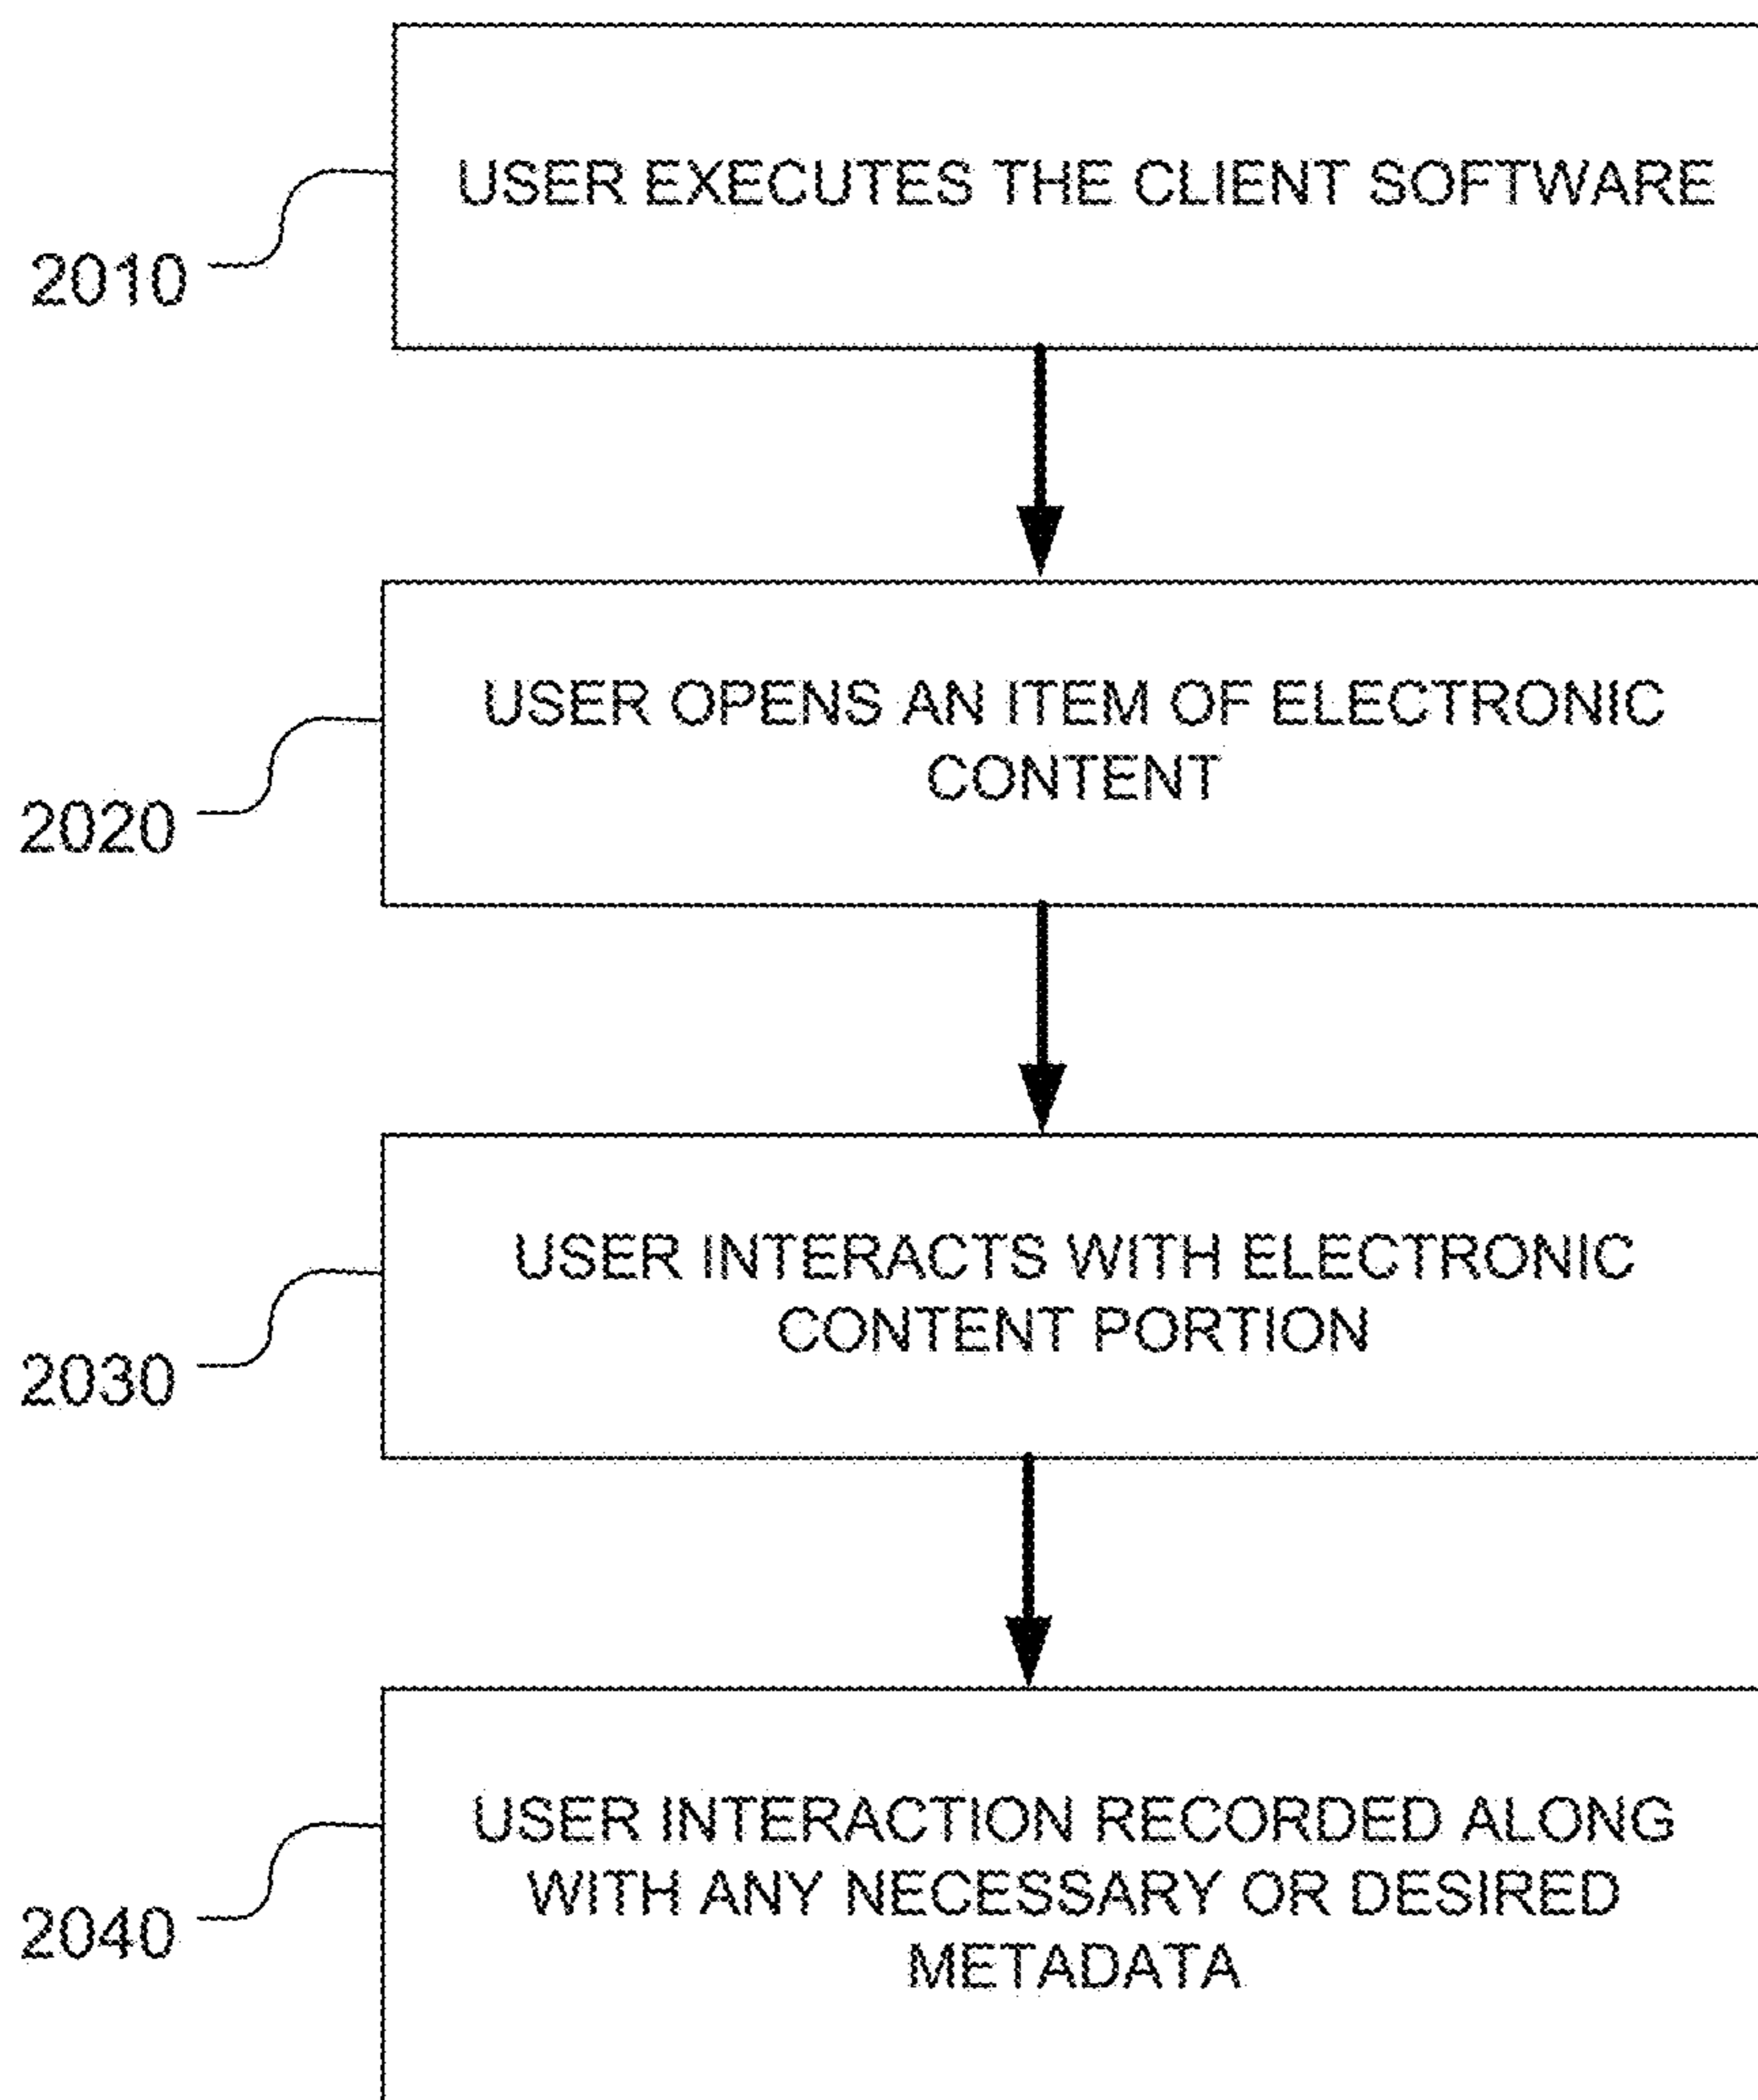 USER EXECUTES THE CLIENT SOFTWARE
2010
USER OPENS AN ITEM OF ELECTRONIC
CONTENT
2020
USER INTERACTS WITH ELECTRONIC
CONTENT PORTION
2030
USER INTERACTION RECORDED ALONG
WITH ANY NECESSARY OR DESIRED
METADATA
2040